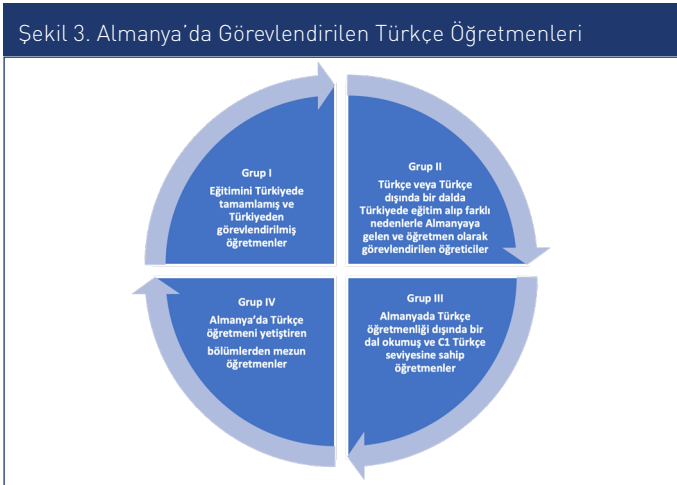 Şekil 3. Almanya’da Görevlendirilen Türkçe Öğretmenleri
Grup I
Eğitimini Türkiyede
tamamlamış ve
Türkiyeden
görevlendirilmiş
öğretmenler
Grup II
Türkçe veya Türkçe
dışında bir dalda
Türkiyede eğitim alıp farklı
nedenlerle Almanyaya
gelen ve öğretmen olarak
görevlendirilen öğreticiler
Grup III
Almanyada Türkçe
öğretmenliği dışında bir
dal okumuş ve C1 Türkçe
seviyesine sahip
öğretmenler
Grup IV
Almanya’da Türkçe
öğretmeni yetiştiren
bölümlerden mezun
öğretmenler